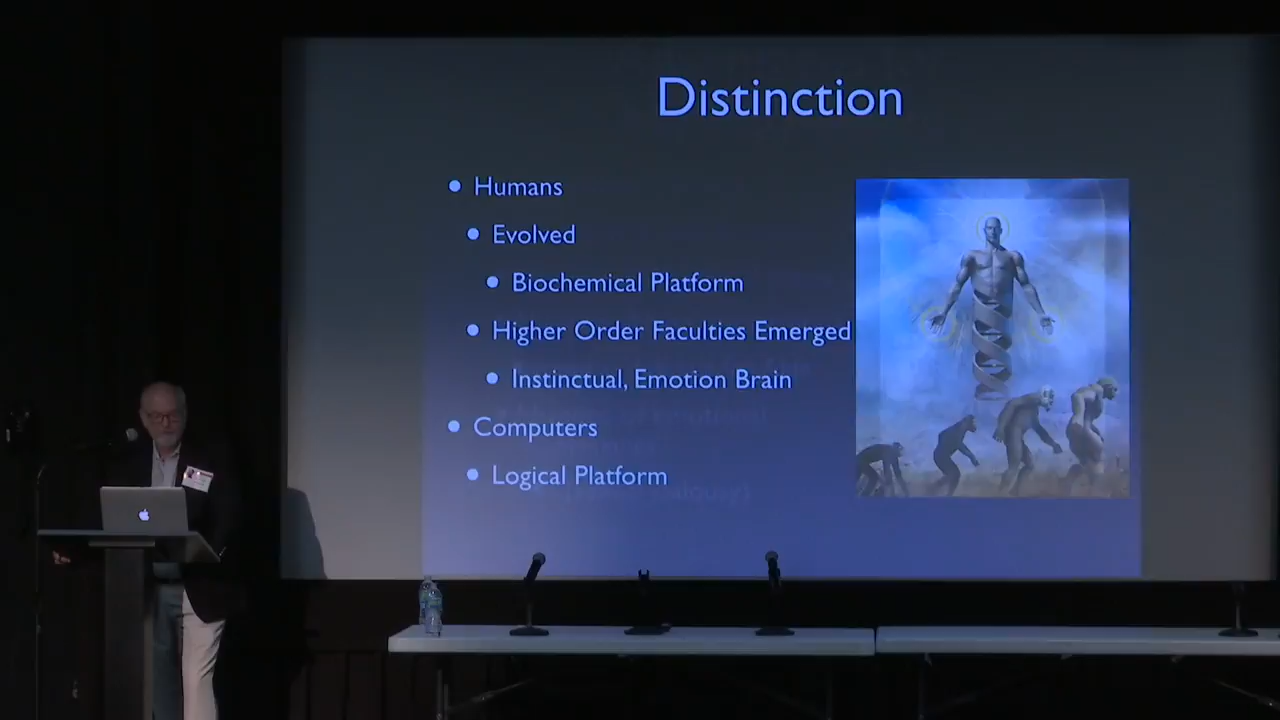 Distinction
Humans
Evolved
Biochemical Platform
Higher Order Faculties Emerged
Instinctual, Emotion Brain
Computers
Logical Platform